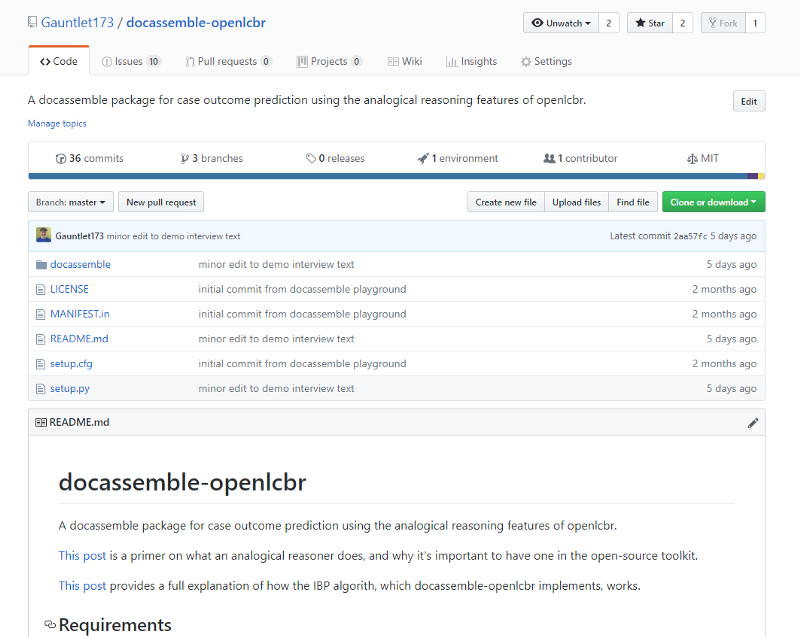 Gauntlet173 / docassemble-openlcbr
Unwatch 2 Star 2 Fork 1
Code Issues 10 Pull requests 0 Projects 0 Wiki Insights Settings
A docassemble package for case outcome prediction using the analogical reasoning features of openlcbr. Edit
Manage topics
36 commits 3 branches 0 releases 1 environment 1 contributor MIT
Branch: master New pull request Create new file Upload files Find file Clone or download
Gauntlet173 minor edit to demo interview text Latest commit 2aa57fc 5 days ago
docassemble minor edit to demo interview text 5 days ago
LICENSE initial commit from docassemble playground 2 months ago
MANIFEST.in initial commit from docassemble playground 2 months ago
README.md minor edit to demo interview text 5 days ago
setup.cfg initial commit from docassemble playground 2 months ago
setup.py minor edit to demo interview text 5 days ago
README.md
docassemble-openlcbr
A docassemble package for case outcome prediction using the analogical reasoning features of openlcbr.
This post is a primer on what an analogical reasoner does, and why it's important to have one in the open-source toolkit.
This post provides a full explanation of how the IBP algorith, which docassemble-openlcbr implements, works.
Requirements